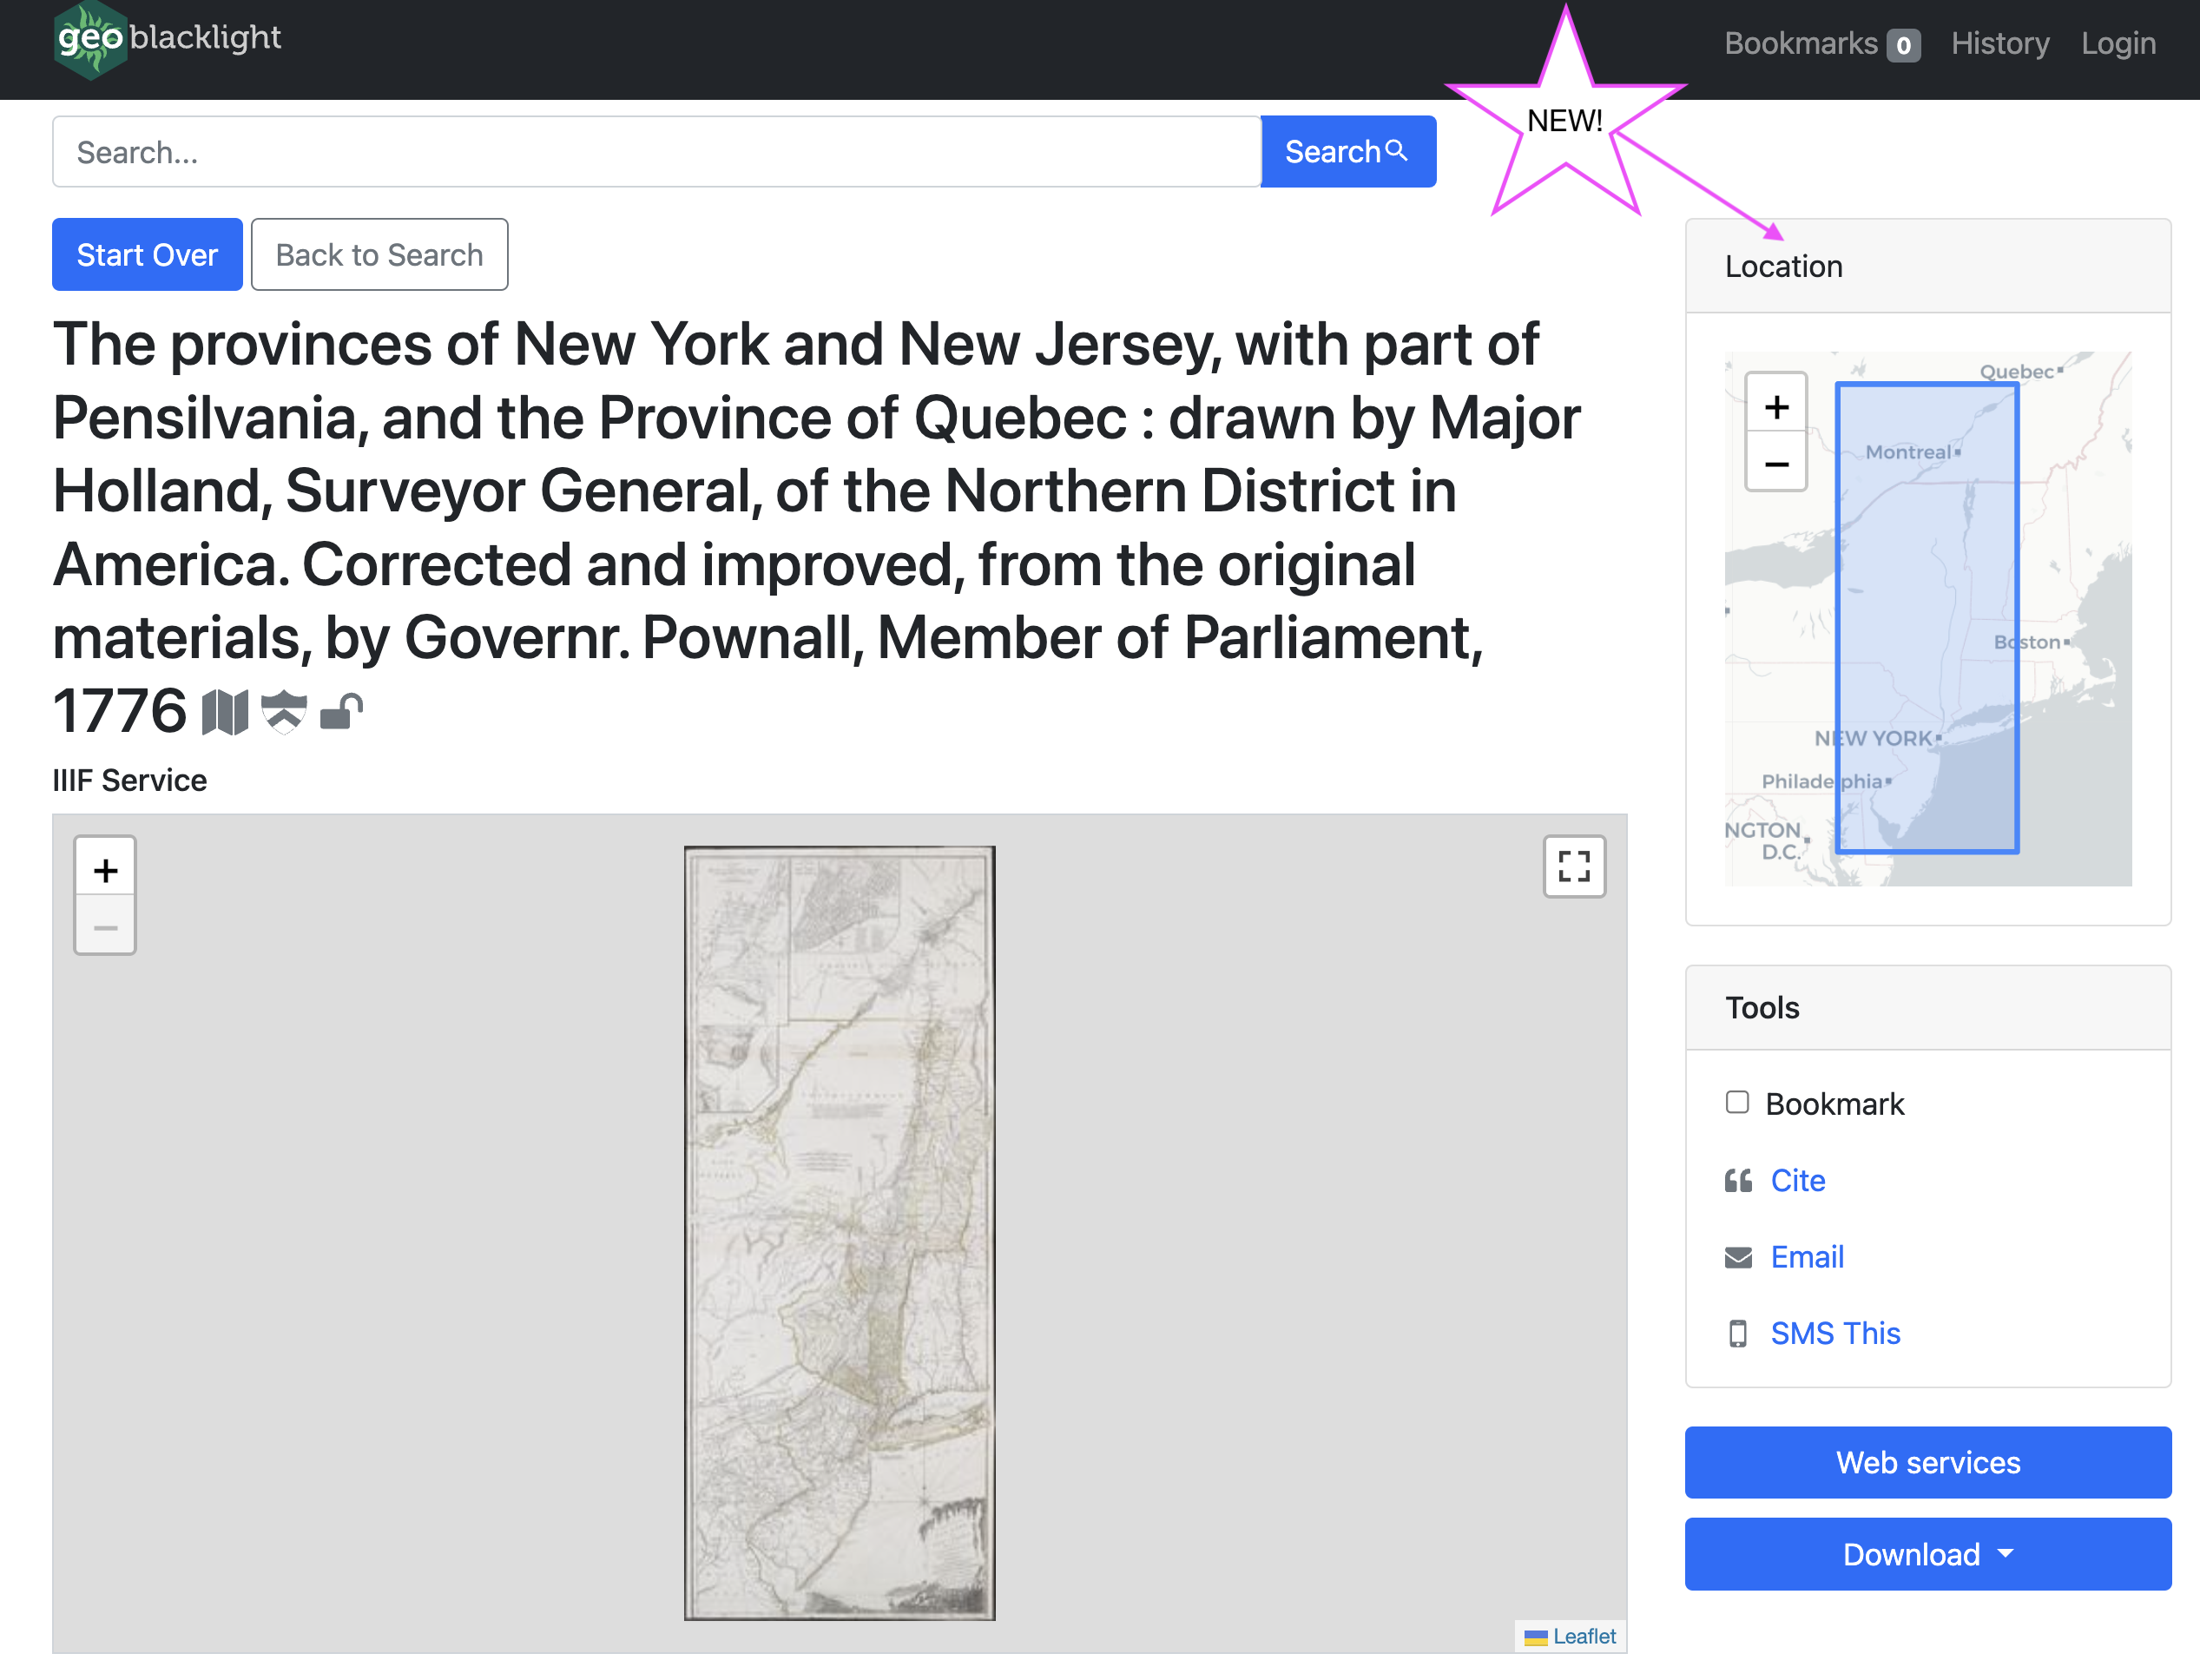 geoblacklight
Bookmarks 0 History Login
NEW!
Search...
Search
Start Over
Back to Search
The provinces of New York and New Jersey, with part of
Pensilvania, and the Province of Quebec : drawn by Major
Holland, Surveyor General, of the Northern District in
America. Corrected and improved, from the original
materials, by Governr. Pownall, Member of Parliament,
1776
IIIF Service
+
−
Leaflet
Location
+
−
Quebec
Montreal
Boston
NEW YORK
Philadelphia
NGTON
D.C.
Tools
Bookmark
Cite
Email
SMS This
Web services
Download